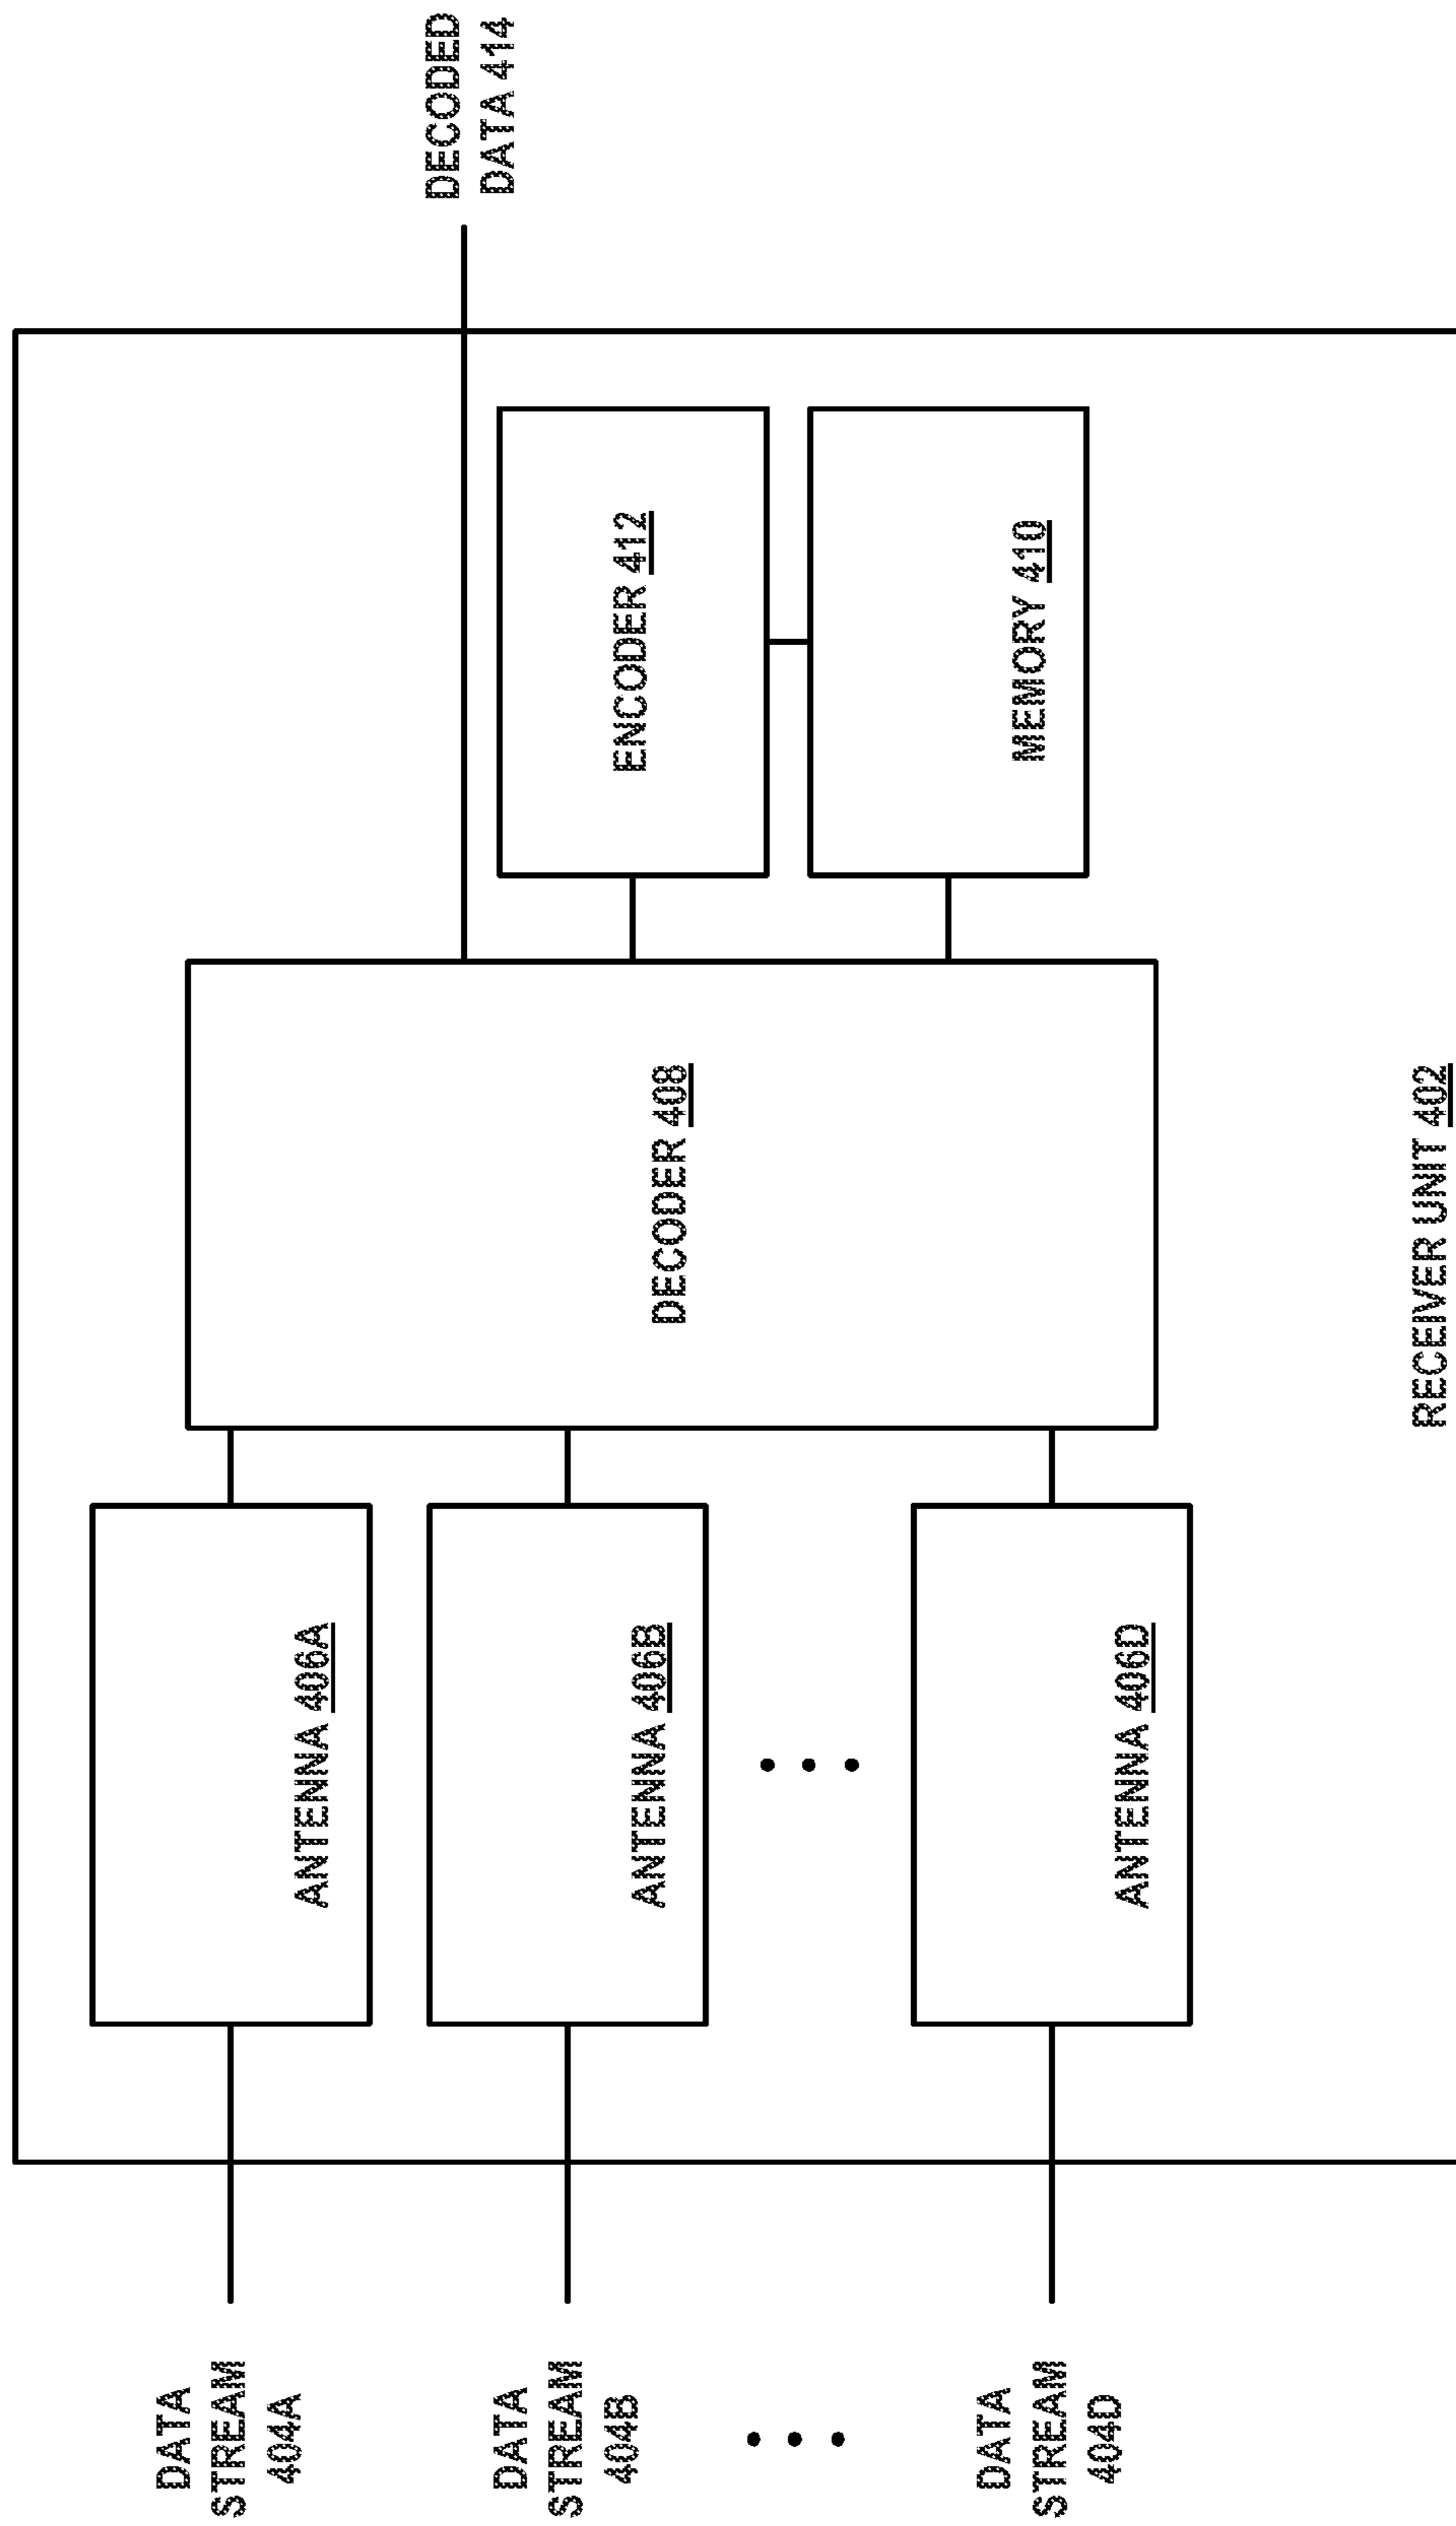 DATA
STREAM
404A
DATA
STREAM
404B
DATA
STREAM
404D
ANTENNA 406A
ANTENNA 406B
ANTENNA 406D
DECODER 408
ENCODER 412
MEMORY 410
DECODED
DATA 414
RECEIVER UNIT 402